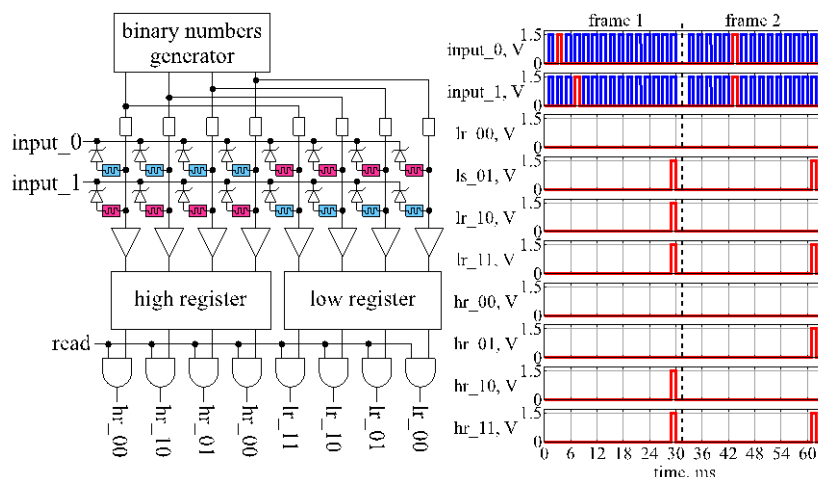 binary numbers
generator
input_0
input_1
high register
low register
read
hr_00
hr_10
hr_01
hr_00
lr_11
lr_10
lr_01
lr_00
frame 1
frame 2
input_0, V
1.5
0
input_1, V
1.5
0
lr_00, V
1.5
0
ls_01, V
1.5
0
lr_10, V
1.5
0
lr_11, V
1.5
0
hr_00, V
1.5
0
hr_01, V
1.5
0
hr_10, V
1.5
0
hr_11, V
1.5
0
0 6 12 18 24 30 36 42 48 54 60
time, ms